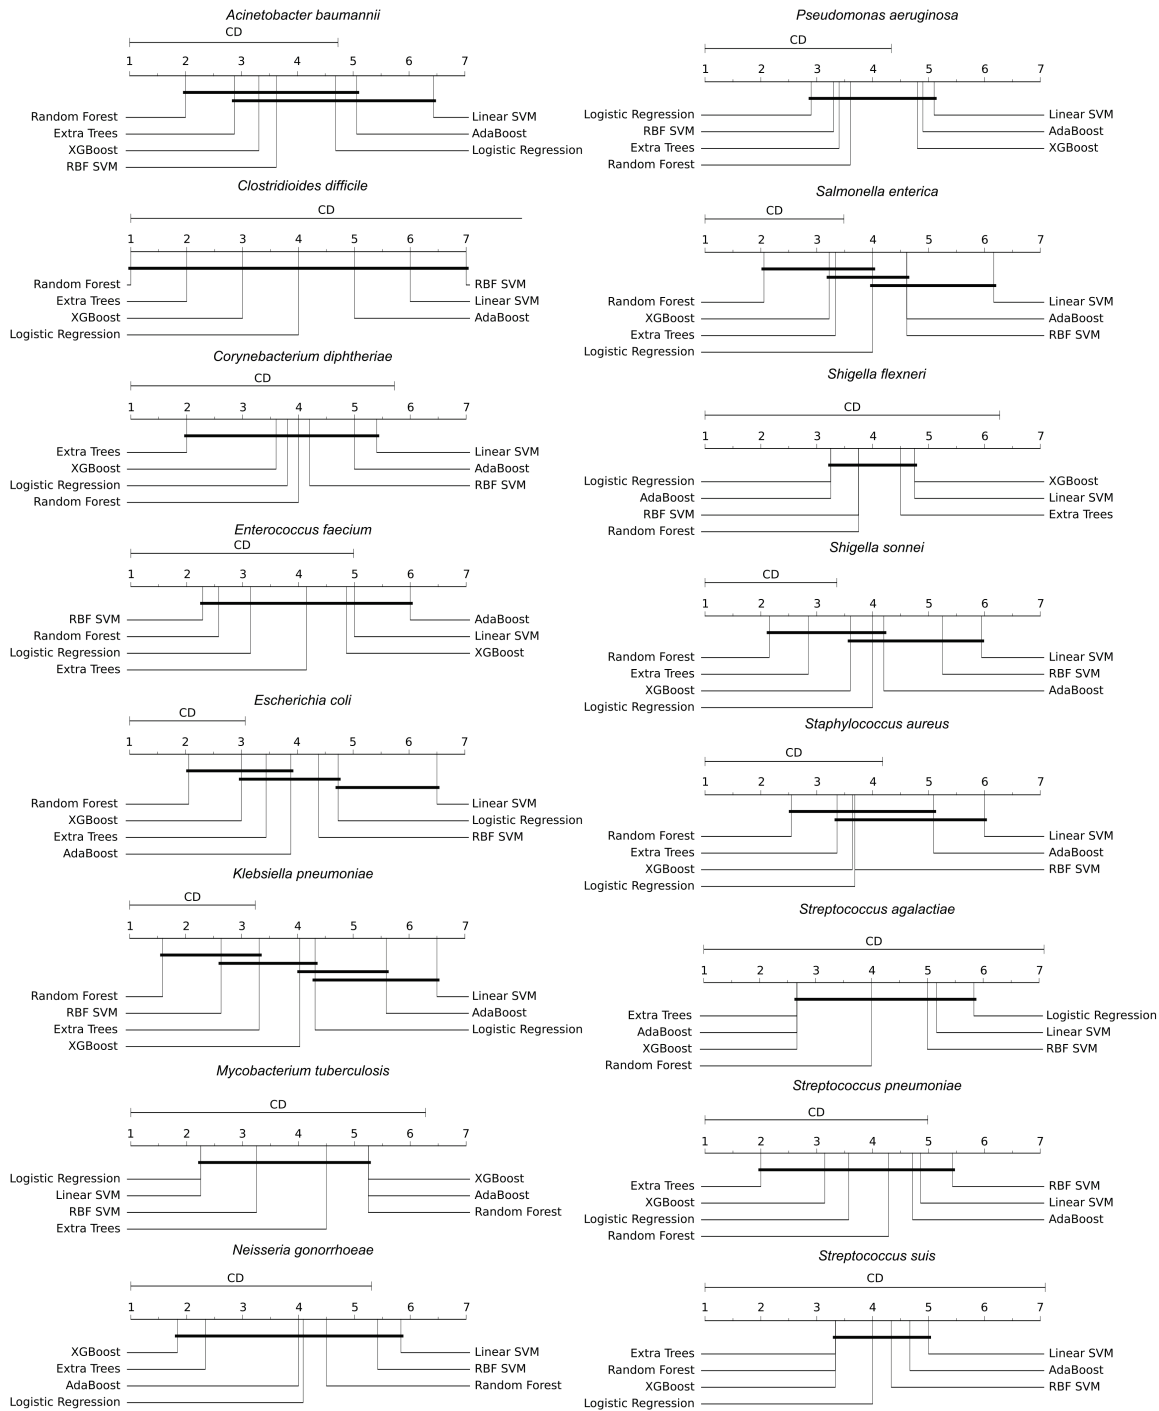 Acinetobacter baumannii
CD
1 2 3 4 5 6 7
Random Forest
Extra Trees
XGBoost
RBF SVM
Linear SVM
AdaBoost
Logistic Regression
Clostridioides difficile
CD
1 2 3 4 5 6 7
Random Forest
Extra Trees
XGBoost
Logistic Regression
RBF SVM
Linear SVM
AdaBoost
Corynebacterium diphtheriae
CD
1 2 3 4 5 6 7
Extra Trees
XGBoost
Logistic Regression
Random Forest
Linear SVM
AdaBoost
RBF SVM
Enterococcus faecium
CD
1 2 3 4 5 6 7
RBF SVM
Random Forest
Logistic Regression
Extra Trees
AdaBoost
Linear SVM
XGBoost
Escherichia coli
CD
1 2 3 4 5 6 7
Random Forest
XGBoost
Extra Trees
AdaBoost
Linear SVM
Logistic Regression
RBF SVM
Klebsiella pneumoniae
CD
1 2 3 4 5 6 7
Random Forest
RBF SVM
Extra Trees
XGBoost
Linear SVM
AdaBoost
Logistic Regression
Mycobacterium tuberculosis
CD
1 2 3 4 5 6 7
Logistic Regression
Linear SVM
RBF SVM
Extra Trees
XGBoost
AdaBoost
Random Forest
Neisseria gonorrhoeae
CD
1 2 3 4 5 6 7
XGBoost
Extra Trees
AdaBoost
Logistic Regression
Linear SVM
RBF SVM
Random Forest
Pseudomonas aeruginosa
CD
1 2 3 4 5 6 7
Logistic Regression
RBF SVM
Extra Trees
Random Forest
Linear SVM
AdaBoost
XGBoost
Salmonella enterica
CD
1 2 3 4 5 6 7
Random Forest
XGBoost
Extra Trees
Logistic Regression
Linear SVM
AdaBoost
RBF SVM
Shigella flexneri
CD
1 2 3 4 5 6 7
Logistic Regression
AdaBoost
RBF SVM
Random Forest
XGBoost
Linear SVM
Extra Trees
Shigella sonnei
CD
1 2 3 4 5 6 7
Random Forest
Extra Trees
XGBoost
Logistic Regression
Linear SVM
RBF SVM
AdaBoost
Staphylococcus aureus
CD
1 2 3 4 5 6 7
Random Forest
Extra Trees
XGBoost
Logistic Regression
Linear SVM
AdaBoost
RBF SVM
Streptococcus agalactiae
CD
1 2 3 4 5 6 7
Extra Trees
AdaBoost
XGBoost
Random Forest
Logistic Regression
Linear SVM
RBF SVM
Streptococcus pneumoniae
CD
1 2 3 4 5 6 7
Extra Trees
XGBoost
Logistic Regression
Random Forest
RBF SVM
Linear SVM
AdaBoost
Streptococcus suis
CD
1 2 3 4 5 6 7
Extra Trees
Random Forest
XGBoost
Logistic Regression
Linear SVM
AdaBoost
RBF SVM